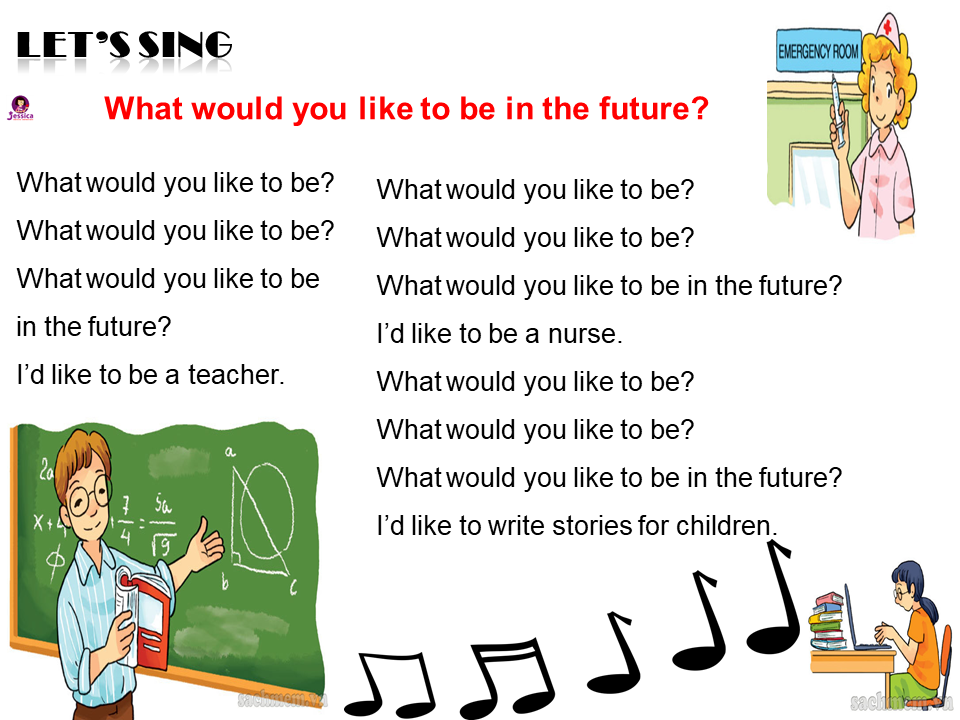 LET'S SING
Jessica
What would you like to be in the future?
What would you like to be?
What would you like to be?
What would you like to be
in the future?
I'd like to be a teacher.
What would you like to be?
What would you like to be?
What would you like to be in the future?
I'd like to be a nurse.
What would you like to be?
What would you like to be?
What would you like to be in the future?
I'd like to write stories for children.
EMERGENCY ROOM
a
2a
7
5a
x+
4
=
√9
b
c
sachmem.vn
sachmem.vn